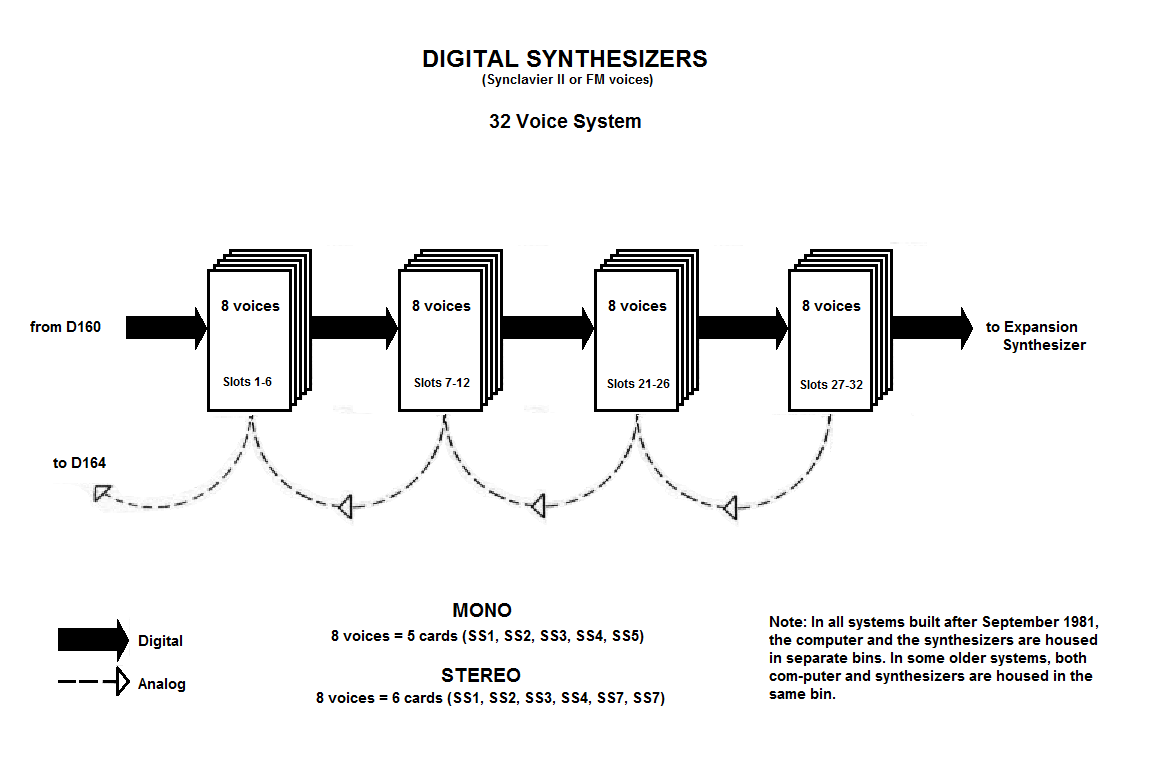 DIGITAL SYNTHESIZERS
(Synclavier II or FM voices)
32 Voice System
8 voices
8 voices
8 voices
8 voices
from D160
to Expansion
Synthesizer
Slots 1-6
Slots 7-12
Slots 21-26
Slots 27-32
to D164
Digital
Analog
MONO
8 voices = 5 cards (SS1, SS2, SS3, SS4, SS5)
STEREO
8 voices = 6 cards (SS1, SS2, SS3, SS4, SS7, SS7)
Note: In all systems built after September 1981,
the computer and the synthesizers are housed
in separate bins. In some older systems, both
com-puter and synthesizers are housed in the
same bin.